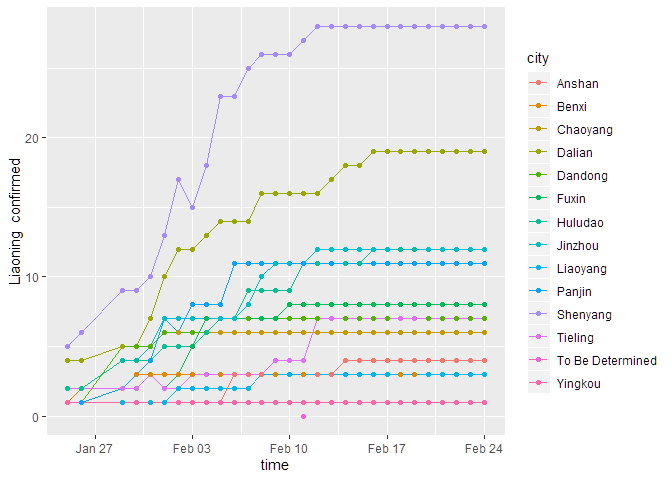 Liaoning confirmed
20
10
0
Jan 27
Feb 03
Feb 10
Feb 17
Feb 24
time
city
Anshan
Benxi
Chaoyang
Dalian
Dandong
Fuxin
Huludao
Jinzhou
Liaoyang
Panjin
Shenyang
Tieling
To Be Determined
Yingkou